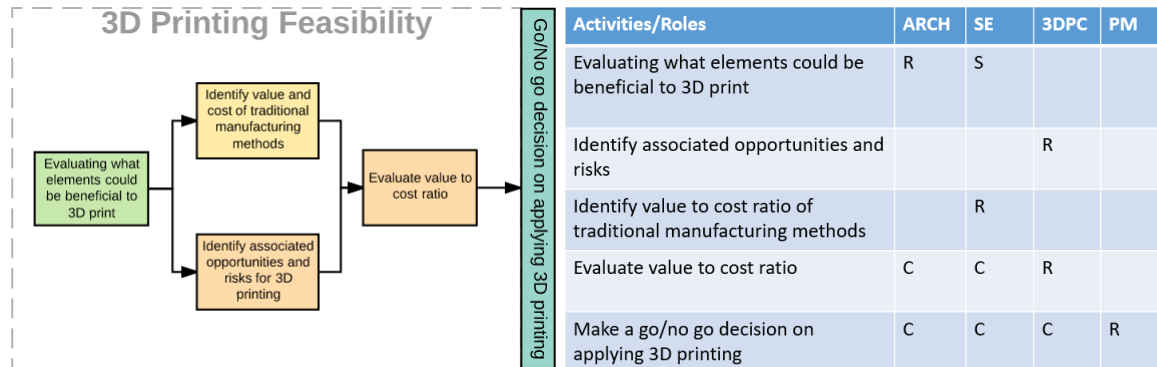 3D Printing Feasibility
Evaluating what
elements could
be beneficial to
3D print
Identify value and
cost of traditional
manufacturing
methods
Identify associated
opportunities and
risks for 3D
printing
Evaluate value to
cost ratio
Go/No go decision on applying 3D printing
Activities/Roles ARCH SE 3DPC PM
Evaluating what elements could be R S
beneficial to 3D print
Identify associated opportunities and R
risks
Identify value to cost ratio of R
traditional manufacturing methods
Evaluate value to cost ratio C C R
Make a go/no go decision on C C C R
applying 3D printing